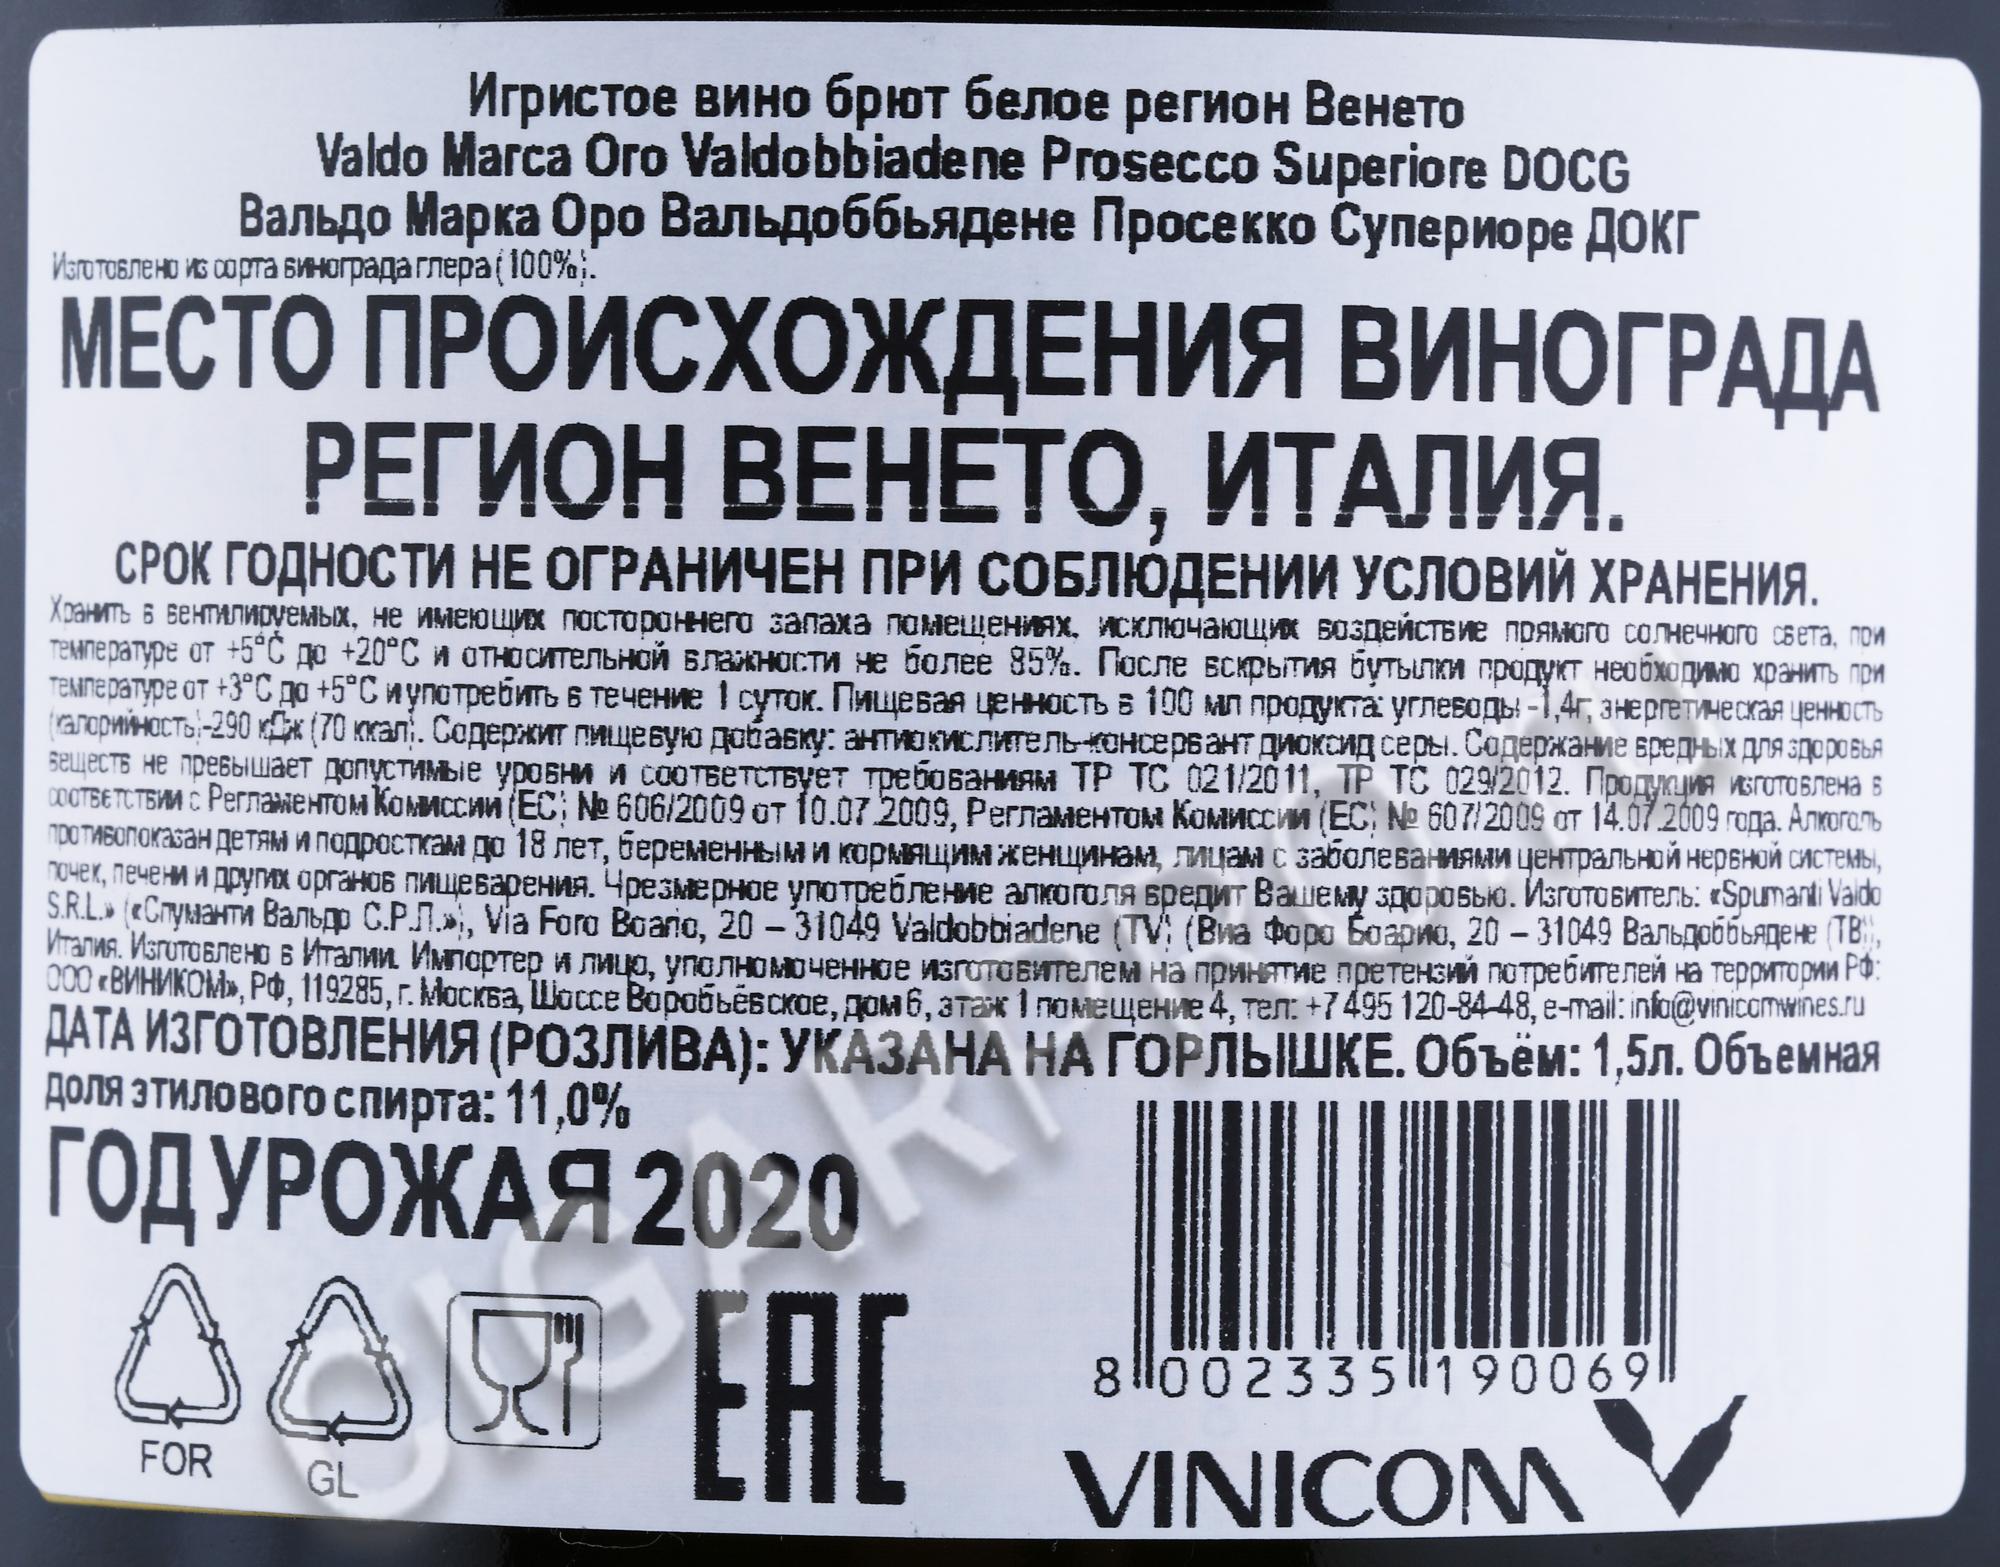 Игристое вино брют белое регион Венето
Valdo Marca Oro Valdobbiadene Prosecco Superiore DOCG
Вальдо Марка Оро Вальдоббьядене Просекко Супериоре ДОКГ
Изготовлено из сорта винограда глера (100%).
МЕСТО ПРОИСХОЖДЕНИЯ ВИНОГРАДА
РЕГИОН ВЕНЕТО, ИТАЛИЯ.
СРОК ГОДНОСТИ НЕ ОГРАНИЧЕН ПРИ СОБЛЮДЕНИИ УСЛОВИЙ ХРАНЕНИЯ.
Хранить в вентилируемых, не имеющих постороннего запаха помещениях, исключающих воздействие прямого солнечного света, при
температуре от +5°C до +20°C и относительной влажности не более 85%. После вскрытия бутылки продукт необходимо хранить при
температуре от +3°C до +5°C и употребить в течение 1 суток. Пищевая ценность в 100 мл продукта: углеводы -1,4г, энергетическая ценность
(калорийность)-290 кДж (70 ккал). Содержит пищевую добавку: антиокислитель-консервант диоксид серы. Содержание вредных для здоровья
веществ не превышает допустимые уровни и соответствует требованиям ТР ТС 021/2011, ТР ТС 029/2012. Продукция изготовлена в
соответствии с Регламентом Комиссии (ЕС) № 606/2009 от 10.07.2009, Регламентом Комиссии (ЕС) № 607/2009 от 14.07.2009 года. Алкоголь
противопоказан детям и подросткам до 18 лет, беременным и кормящим женщинам, лицам с заболеваниями центральной нервной системы,
почек, печени и других органов пищеварения. Чрезмерное употребление алкоголя вредит Вашему здоровью. Изготовитель: «Spumanti Valdo
S.R.L.» («Спуманти Вальдо С.Р.Л.»), Via Foro Boario, 20 – 31049 Valdobbiadene (TV) (Виа Форо Боарио, 20 – 31049 Вальдоббьядене (ТВ)),
Италия. Изготовлено в Италии. Импортер и лицо, уполномоченное изготовителем на принятие претензий потребителей на территории РФ:
ООО «ВИНИКОМ», РФ, 119285, г. Москва, Шоссе Воробьёвское, дом 6, этаж 1 помещение 4, тел: +7 495 120-84-48, e-mail: info@vinicomwines.ru
ДАТА ИЗГОТОВЛЕНИЯ (РОЗЛИВА): УКАЗАНА НА ГОРЛЫШКЕ. Объём: 1,5л. Объемная
доля этилового спирта: 11,0%
ГОД УРОЖАЯ 2020
FOR
GL
EAC
8 002335 190069
VINICOM
CIGARPRO.ru